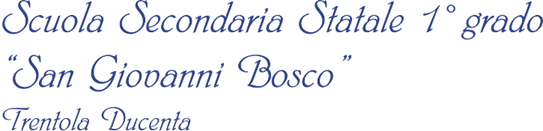 Scuola Secondaria Statale 1° grado
“San Giovanni Bosco”
Trentola Ducenta